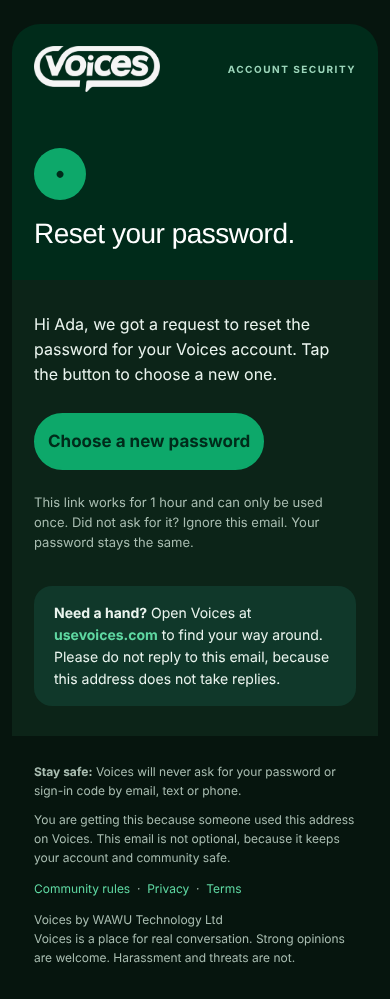 Voices
ACCOUNT SECURITY
Reset your password.
Hi Ada, we got a request to reset the
password for your Voices account. Tap
the button to choose a new one.
Choose a new password
This link works for 1 hour and can only be used
once. Did not ask for it? Ignore this email. Your
password stays the same.
Need a hand? Open Voices at
usevoices.com to find your way around.
Please do not reply to this email, because
this address does not take replies.
Stay safe: Voices will never ask for your password or
sign-in code by email, text or phone.
You are getting this because someone used this address
on Voices. This email is not optional, because it keeps
your account and community safe.
Community rules · Privacy · Terms
Voices by WAWU Technology Ltd
Voices is a place for real conversation. Strong opinions
are welcome. Harassment and threats are not.